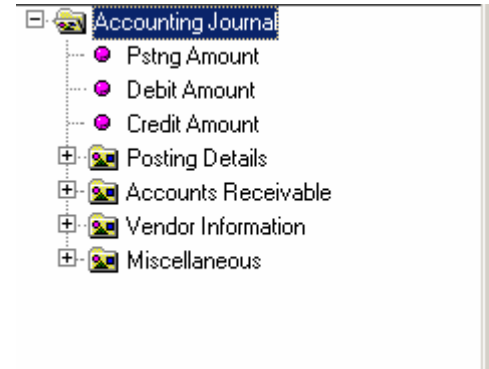 Accounting Journal
Pstng Amount
Debit Amount
Credit Amount
Posting Details
Accounts Receivable
Vendor Information
Miscellaneous